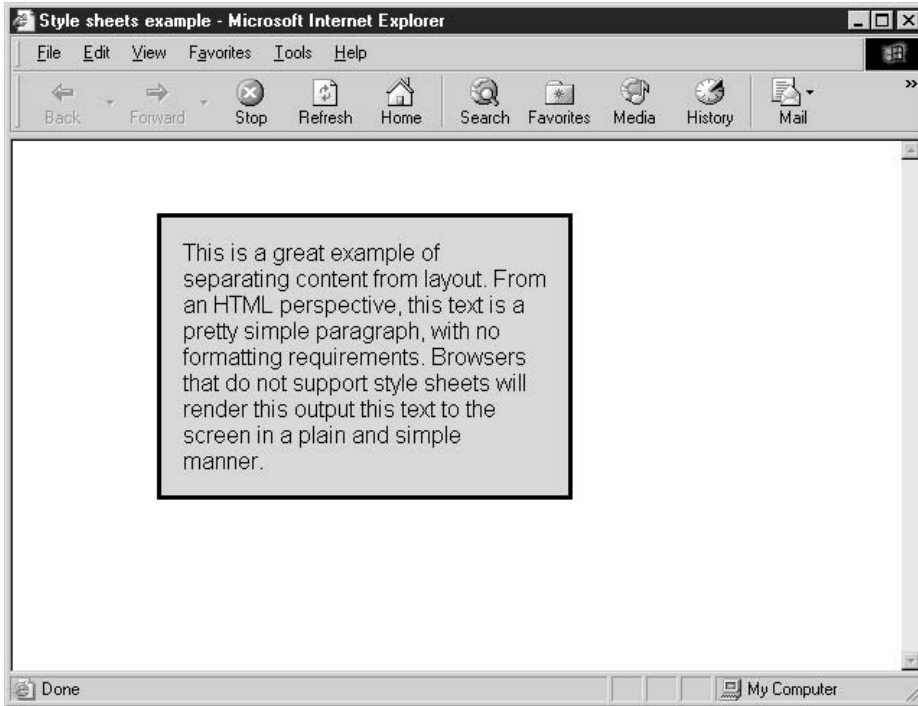 Style sheets example - Microsoft Internet Explorer
File Edit View Favorites Tools Help
Back Forward Stop Refresh Home Search Favorites Media History Mail »
This is a great example of
separating content from layout. From
an HTML perspective, this text is a
pretty simple paragraph, with no
formatting requirements. Browsers
that do not support style sheets will
render this output this text to the
screen in a plain and simple
manner.
Done My Computer